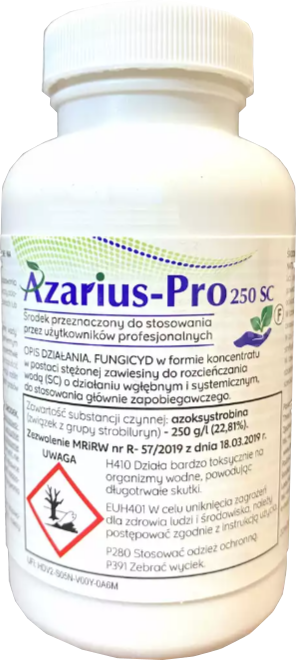 Azarius-Pro 250 SC
Środek przeznaczony do stosowania
przez użytkowników profesjonalnych
F
OPIS DZIAŁANIA. FUNGICYD w formie koncentratu
w postaci stężonej zawiesiny do rozcieńczania
wodą (SC) o działaniu wgłębnym i systemicznym,
do stosowania głównie zapobiegawczego.
Zawartość substancji czynnej: azoksystrobina
(związek z grupy strobiluryn) - 250 g/l (22,81%).
Zezwolenie MRiRW nr R- 57/2019 z dnia 18.03.2019 r.
UWAGA
H410 Działa bardzo toksycznie na
organizmy wodne, powodując
długotrwałe skutki.
EUH401 W celu uniknięcia zagrożeń
dla zdrowia ludzi i środowiska, należy
postępować zgodnie z instrukcją użycia
P280 Stosować odzież ochronną.
P391 Zebrać wyciek.